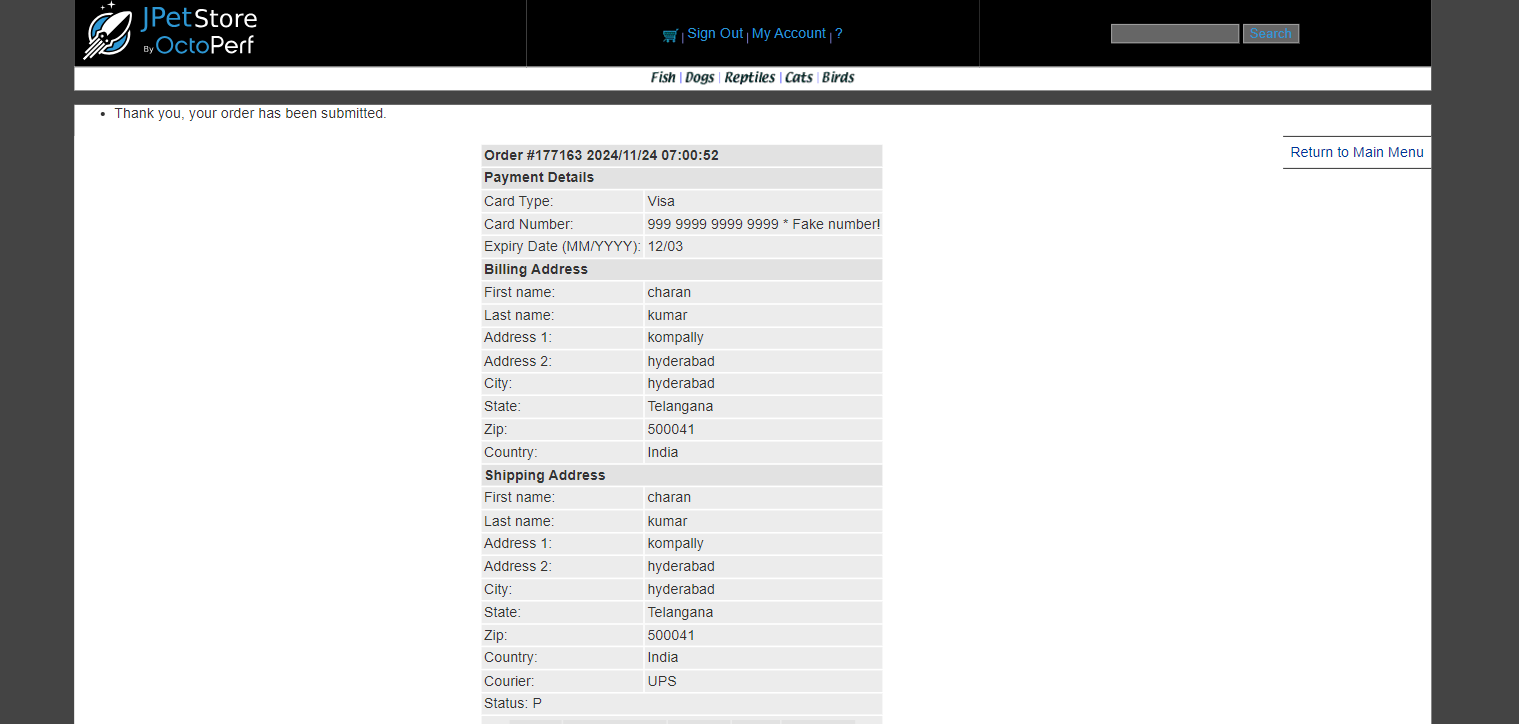 JPetStore
By OctoPerf
Sign Out | My Account | ?
Search
Fish | Dogs | Reptiles | Cats | Birds
Thank you, your order has been submitted.
Return to Main Menu
Order #177163 2024/11/24 07:00:52
Payment Details
Card Type: Visa
Card Number: 999 9999 9999 9999 * Fake number!
Expiry Date (MM/YYYY): 12/03
Billing Address
First name: charan
Last name: kumar
Address 1: kompally
Address 2: hyderabad
City: hyderabad
State: Telangana
Zip: 500041
Country: India
Shipping Address
First name: charan
Last name: kumar
Address 1: kompally
Address 2: hyderabad
City: hyderabad
State: Telangana
Zip: 500041
Country: India
Courier: UPS
Status: P